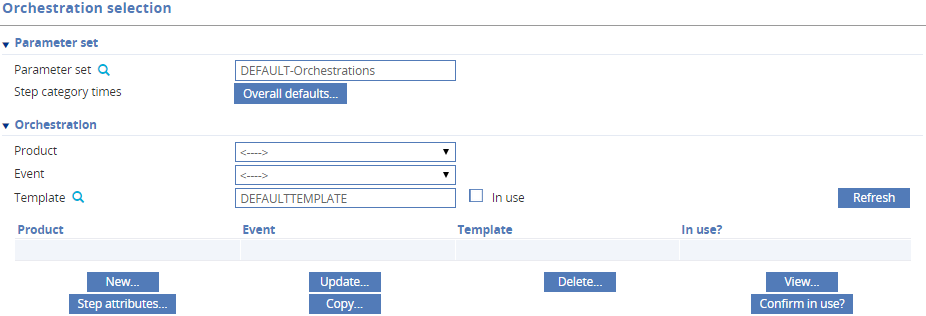 Orchestration selection
Parameter set
Parameter set DEFAULT-Orchestrations
Step category times Overall defaults...
Orchestration
Product <---->
Event <---->
Template DEFAULTTEMPLATE In use Refresh
Product Event Template In use?
New... Update... Delete... View...
Step attributes... Copy... Confirm in use?